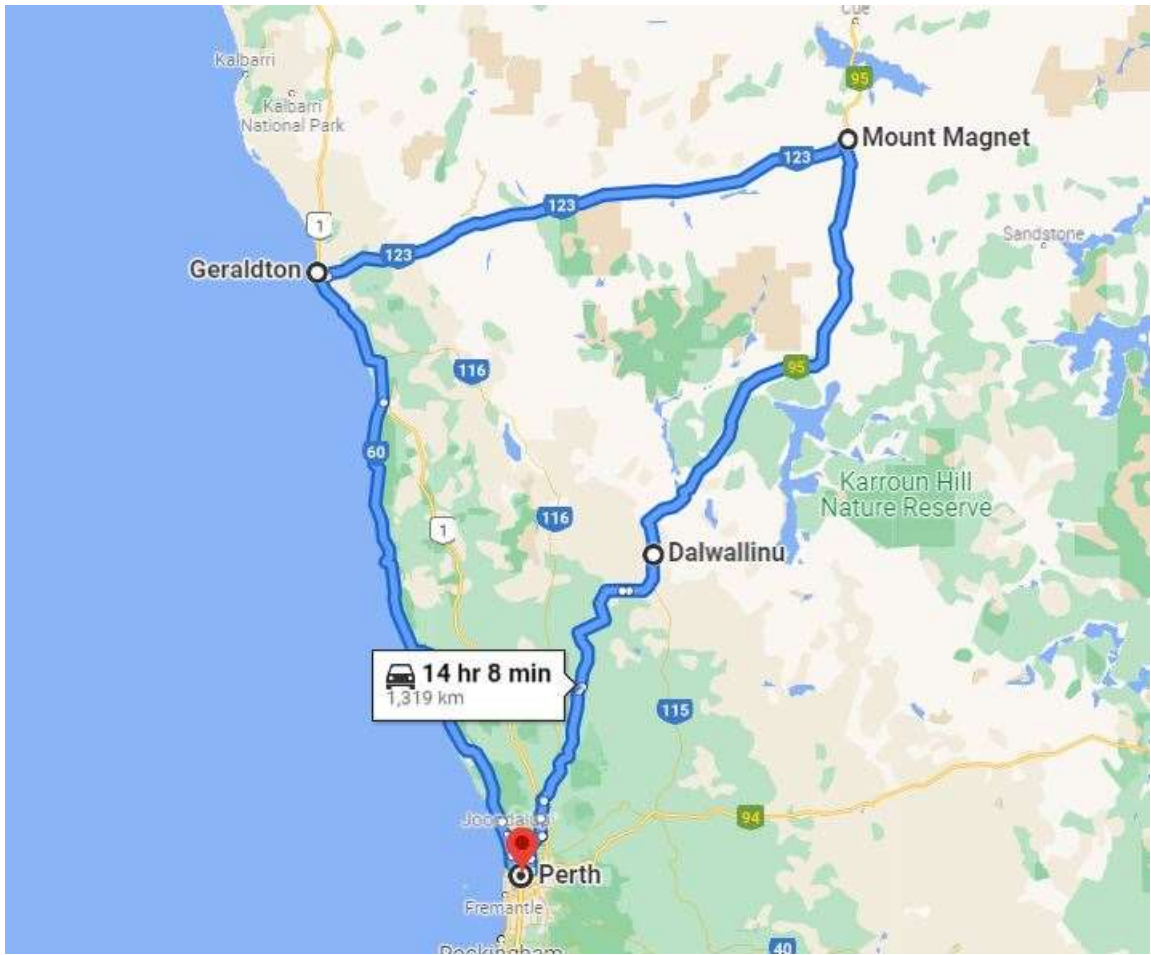 Cue
Kalbarri
95
Kalbarri
National Park
Mount Magnet
123
123
1
Sandstone
123
Geraldton
116
95
60
Karroun Hill
Nature Reserve
116
1
Dalwallinu
14 hr 8 min
1,319 km
115
94
Joondalup
Perth
Fremantle
Rockingham
40